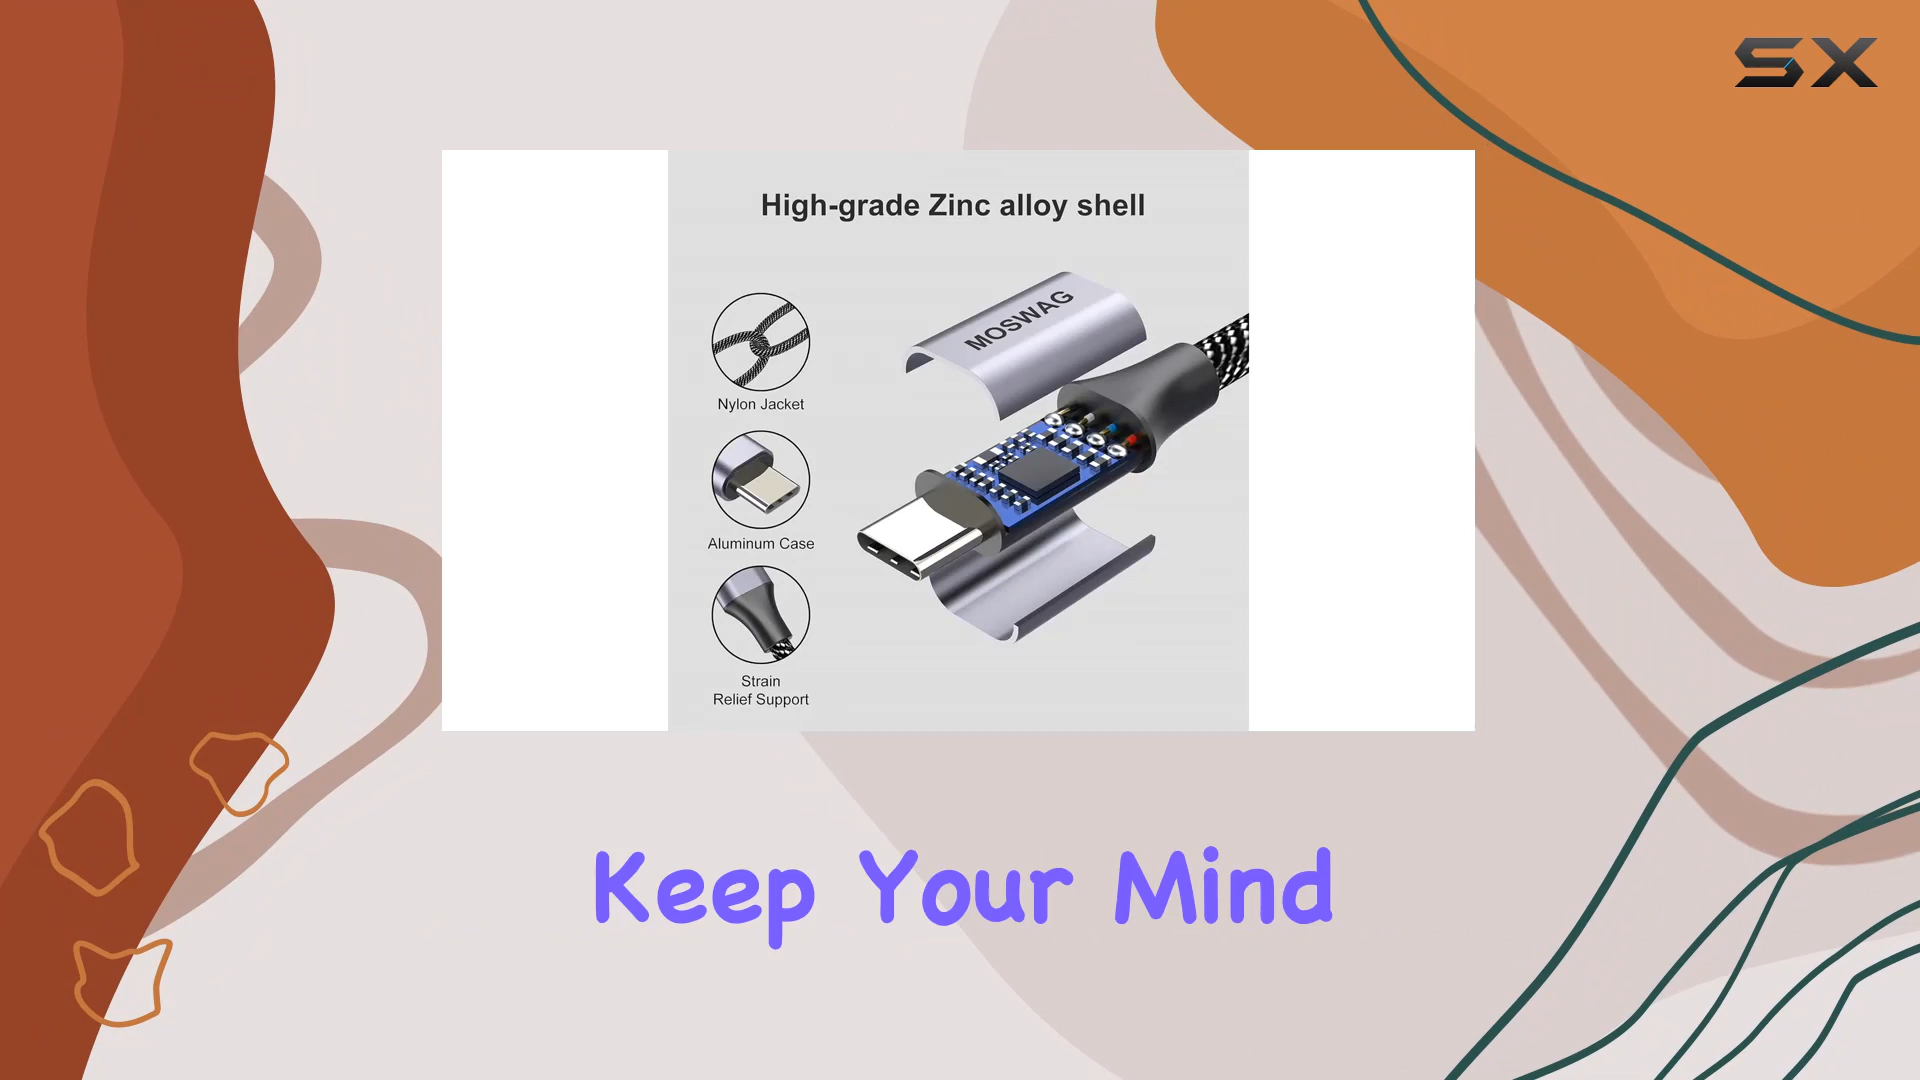 SX
High-grade Zinc alloy shell
MOSWAG
Nylon Jacket
Aluminum Case
Strain
Relief Support
Keep Your Mind